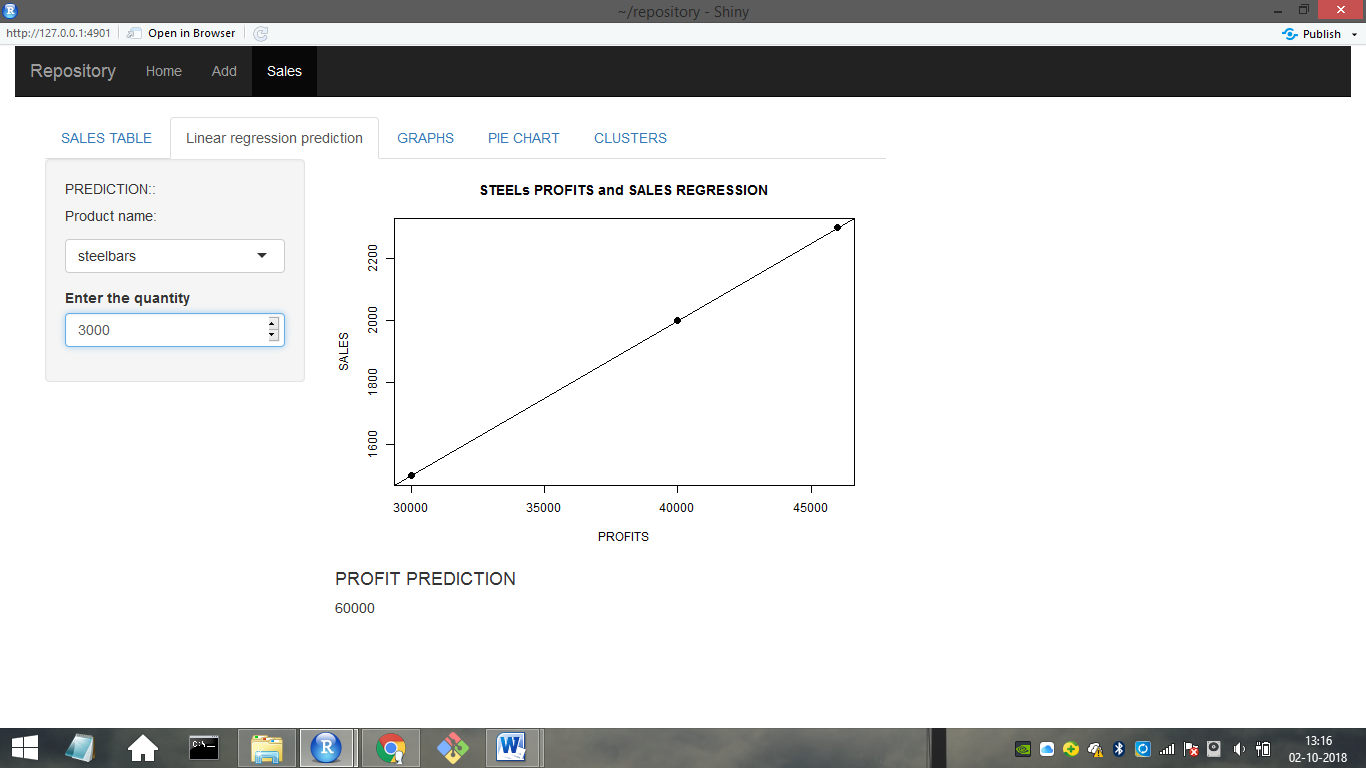 ~/repository - Shiny
http://127.0.0.1:4901 Open in Browser Publish
Repository Home Add Sales
SALES TABLE Linear regression prediction GRAPHS PIE CHART CLUSTERS
PREDICTION::
Product name:
steelbars
Enter the quantity
3000
STEELs PROFITS and SALES REGRESSION
SALES
2200
2000
1800
1600
30000 35000 40000 45000
PROFITS
PROFIT PREDICTION
60000
13:16
02-10-2018